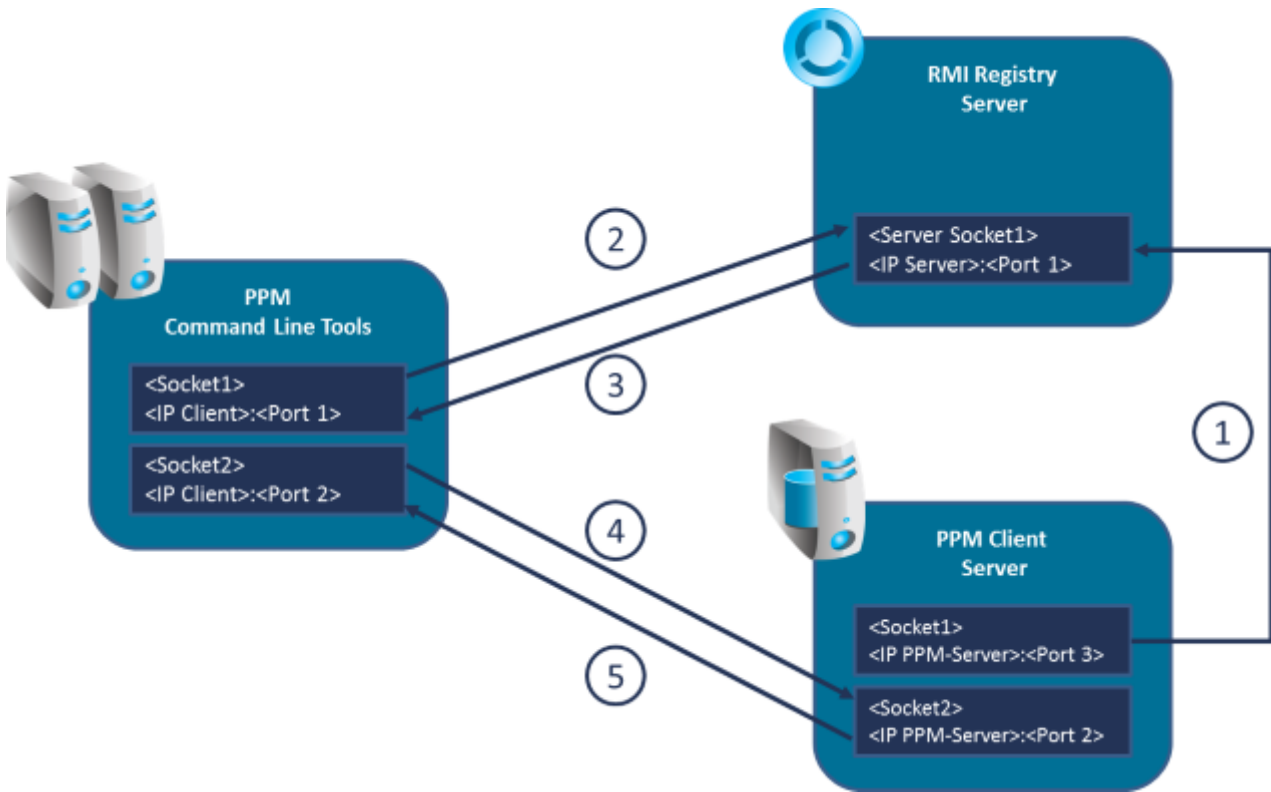 RMI Registry
Server
<Server Socket1>
<IP Server>:<Port 1>
2
PPM
Command Line Tools
<Socket1>
<IP Client>:<Port 1>
<Socket2>
<IP Client>:<Port 2>
3
1
4
PPM Client
Server
<Socket1>
<IP PPM-Server>:<Port 3>
<Socket2>
<IP PPM-Server>:<Port 2>
5